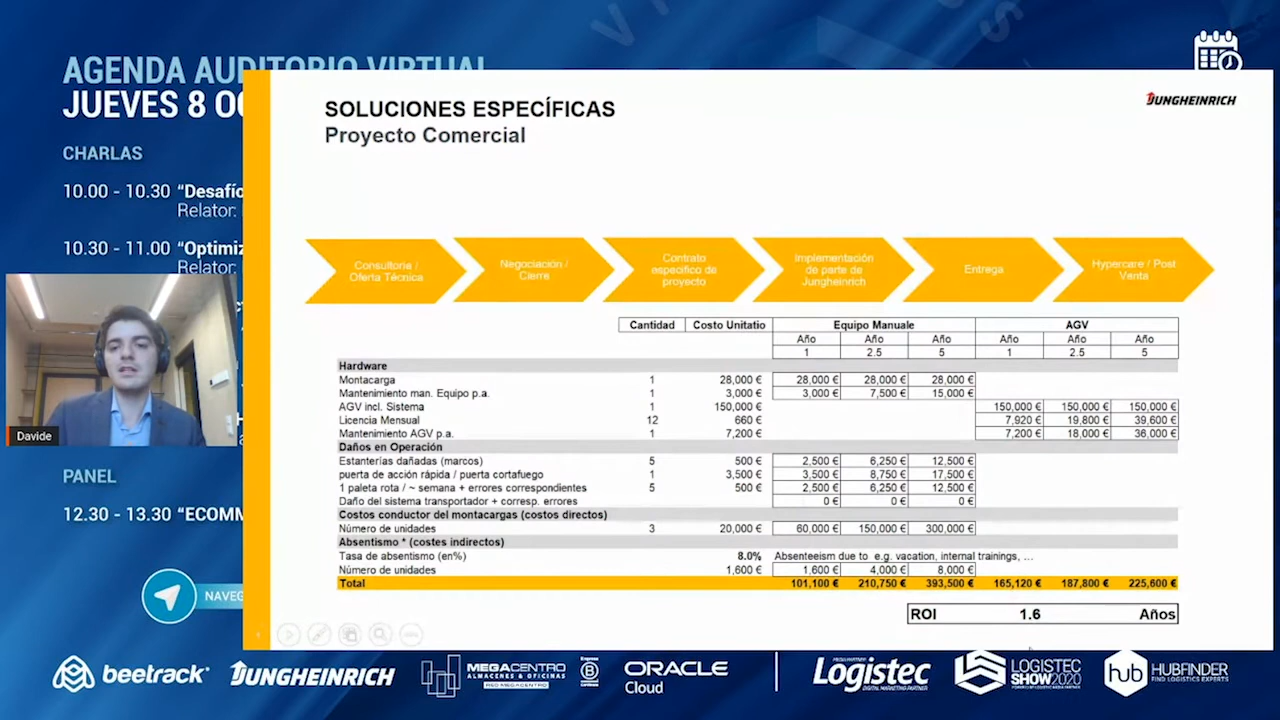 AGENDA AUDITORIO VIRTUAL
JUEVES 8
CHARLAS
10.00 - 10.30 “Desafío
Relator:
10.30 - 11.00 “Optimiz
Relator:
PANEL
12.30 - 13.30 “ECOMM
NAVEG
Davide
SOLUCIONES ESPECÍFICAS
Proyecto Comercial
JUNGHEINRICH
Consultoria /
Oferta Técnica
Negociación /
Cierre
Contrato
especifico de
proyecto
Implementación
de parte de
Jungheinrich
Entrega
Hypercare / Post
Venta
Cantidad Costo Unitatio Equipo Manuale AGV
Año Año Año Año Año Año
1 2.5 5 1 2.5 5
Hardware
Montacarga 1 28,000 € 28,000 € 28,000 € 28,000 €
Mantenimiento man. Equipo p.a. 1 3,000 € 3,000 € 7,500 € 15,000 €
AGV incl. Sistema 1 150,000 € 150,000 € 150,000 € 150,000 €
Licencia Mensual 12 660 € 7,920 € 19,800 € 39,600 €
Mantenimiento AGV p.a. 1 7,200 € 7,200 € 18,000 € 36,000 €
Daños en Operación
Estanterías dañadas (marcos) 5 500 € 2,500 € 6,250 € 12,500 €
puerta de acción rápida / puerta cortafuego 1 3,500 € 3,500 € 8,750 € 17,500 €
1 paleta rota / ~ semana + errores correspondientes 5 500 € 2,500 € 6,250 € 12,500 €
Daño del sistema transportador + corresp. errores 0 € 0 € 0 €
Costos conductor del montacargas (costos directos)
Número de unidades 3 20,000 € 60,000 € 150,000 € 300,000 €
Absentismo * (costes indirectos)
Tasa de absentismo (en%) 8.0% Absenteeism due to e.g. vacation, internal trainings, ...
Número de unidades 1,600 € 1,600 € 4,000 € 8,000 €
Total 101,100 € 210,750 € 393,500 € 165,120 € 187,800 € 225,600 €
ROI 1.6 Años
beetrack
JUNGHEINRICH
MEGACENTRO
ALMACENES & OFICINAS
RED MEGACENTRO
Empresa
B
ORACLE
Cloud
Logistec
LOGISTEC
SHOW2020
hub
HUBFINDER
FIND LOGISTICS EXPERTS